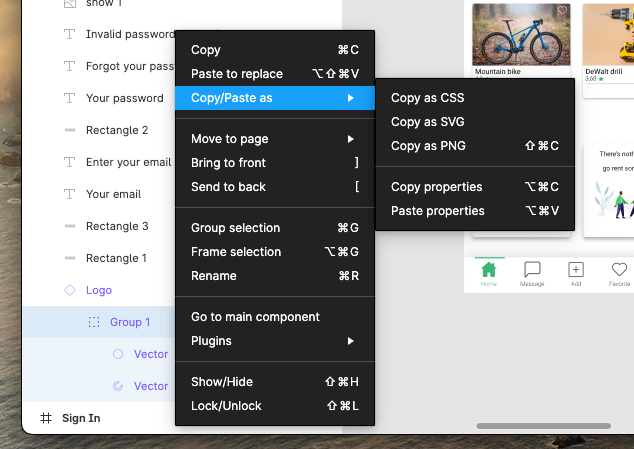 show 1
Invalid password
Forgot your pass
Your password
Rectangle 2
Enter your email
Your email
Rectangle 3
Rectangle 1
Logo
Group 1
Vector
Vector
Sign In
Copy ⌘C
Paste to replace ⌥⇧⌘V
Copy/Paste as ▶
Move to page ▶
Bring to front ]
Send to back [
Group selection ⌘G
Frame selection ⌥⌘G
Rename ⌘R
Go to main component
Plugins ▶
Show/Hide ⇧⌘H
Lock/Unlock ⇧⌘L
Copy as CSS
Copy as SVG
Copy as PNG ⇧⌘C
Copy properties ⌥⌘C
Paste properties ⌥⌘V
Mountain bike
DeWalt drill
3,68 ★
There's noth
go rent som
Home
Message
Add
Favorite